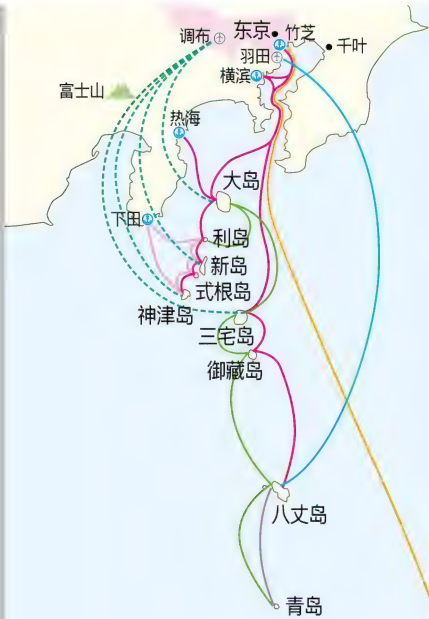 调布
东京
竹芝
羽田
千叶
横滨
富士山
热海
大岛
下田
利岛
新岛
式根岛
神津岛
三宅岛
御藏岛
八丈岛
青岛